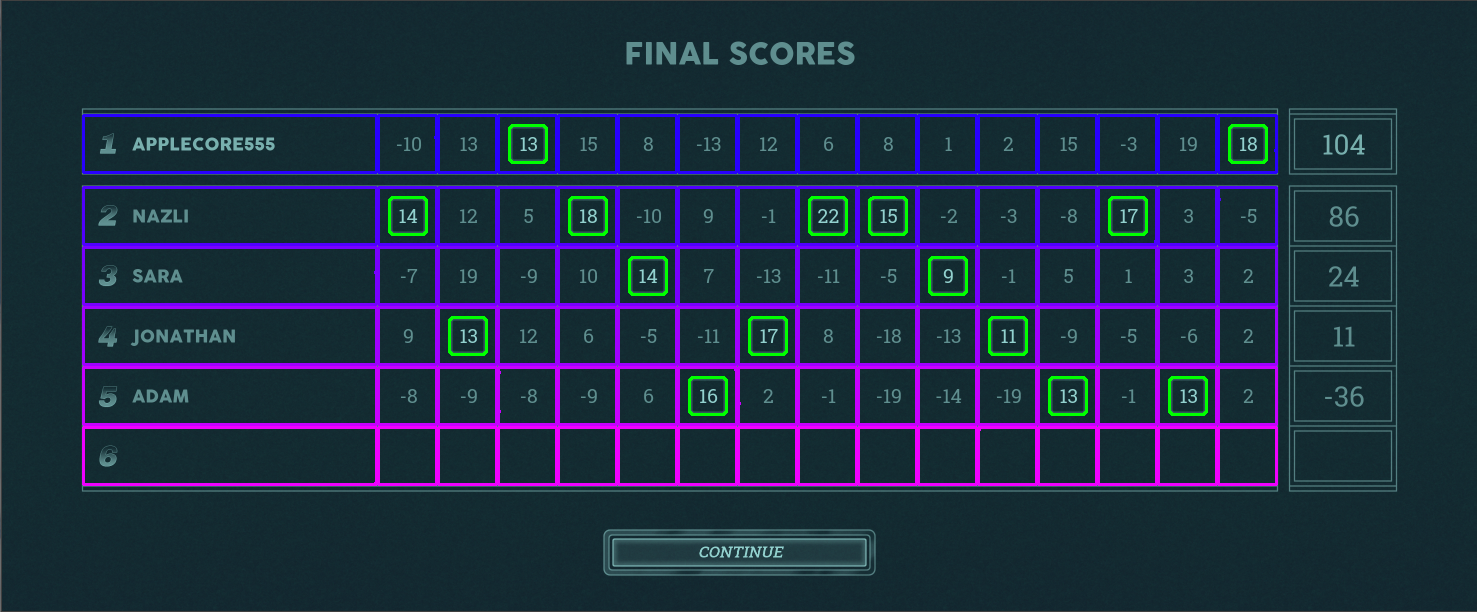 FINAL SCORES
1 APPLECORE555 -10 13 13 15 8 -13 12 6 8 1 2 15 -3 19 18 104
2 NAZLI 14 12 5 18 -10 9 -1 22 15 -2 -3 -8 17 3 -5 86
3 SARA -7 19 -9 10 14 7 -13 -11 -5 9 -1 5 1 3 2 24
4 JONATHAN 9 13 12 6 -5 -11 17 8 -18 -13 11 -9 -5 -6 2 11
5 ADAM -8 -9 -8 -9 6 16 2 -1 -19 -14 -19 13 -1 13 2 -36
6
CONTINUE